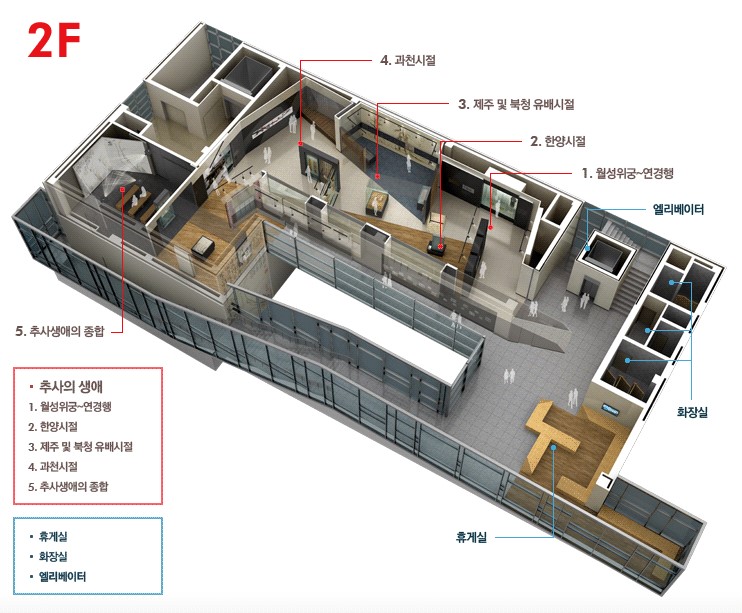 2F
4. 과천시절
3. 제주 및 북청 유배시절
2. 한양시절
1. 월성위궁~연경행
엘리베이터
5. 추사생애의 종합
화장실
휴게실
• 추사의 생애
1. 월성위궁~연경행
2. 한양시절
3. 제주 및 북청 유배시절
4. 과천시절
5. 추사생애의 종합
• 휴게실
• 화장실
• 엘리베이터